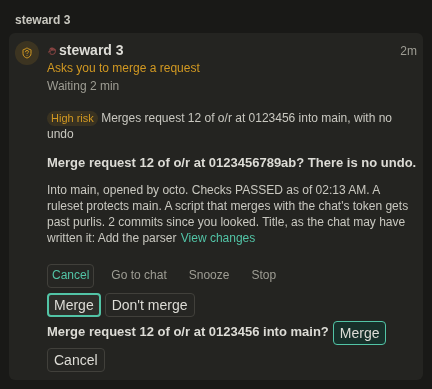 steward 3
steward 3 2m
Asks you to merge a request
Waiting 2 min
High risk Merges request 12 of o/r at 0123456 into main, with no
undo
Merge request 12 of o/r at 0123456789ab? There is no undo.
Into main, opened by octo. Checks PASSED as of 02:13 AM. A
ruleset protects main. A script that merges with the chat's token gets
past purlis. 2 commits since you looked. Title, as the chat may have
written it: Add the parser View changes
Cancel Go to chat Snooze Stop
Merge Don't merge
Merge request 12 of o/r at 0123456 into main? Merge
Cancel